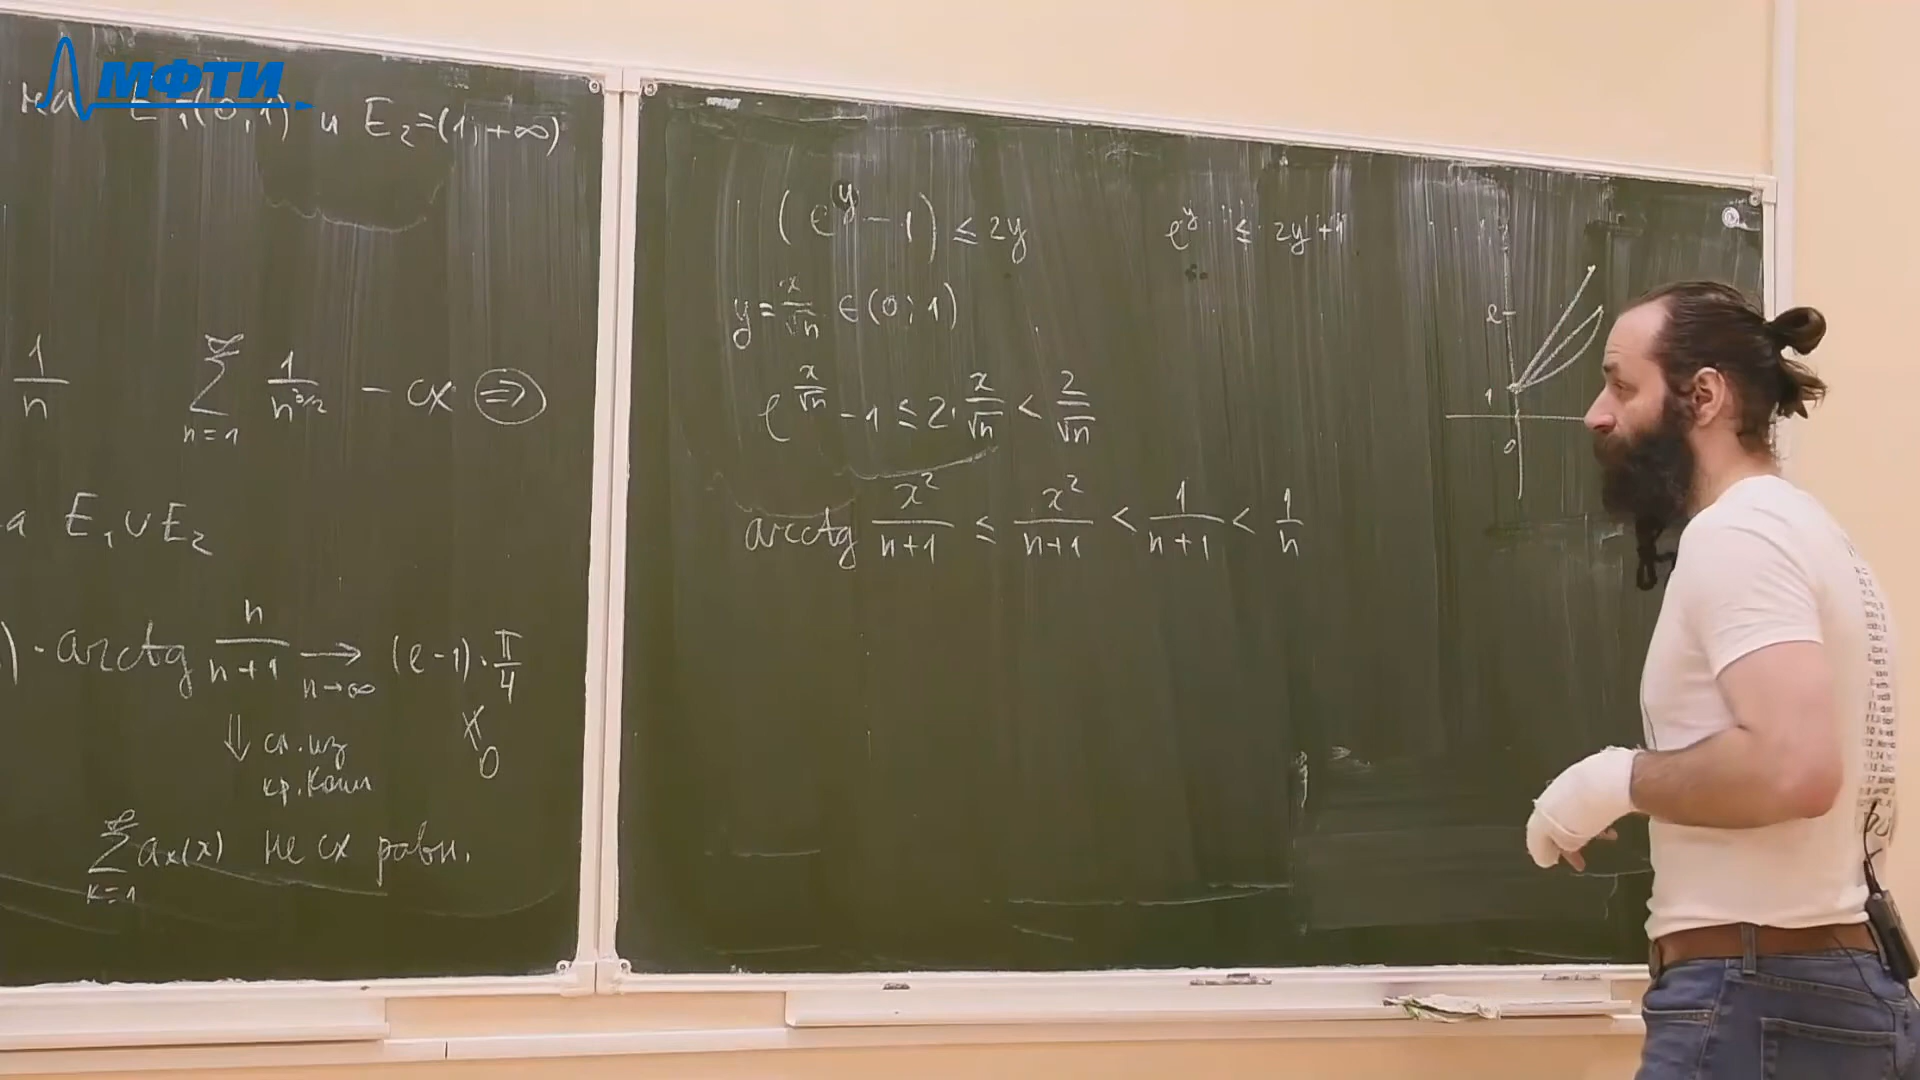 МФТИ
на E₁(0,1) и E₂=(1,+∞)
1/n ∑_{n=1}^{∞} 1/n^{3/2} - сх ⇒
а E₁∪E₂
)·arctg n/(n+1) →_{n→∞} (e-1)·π/4
⇓ сл. из
кр. Коши
∦ 0
∑_{k=1}^{∞} aₖ(x) не сх равн.
(e^y - 1) ≤ 2y
e^y ≤ 2y+1
y = x/√n ∈ (0;1)
e^{x/√n} - 1 ≤ 2·x/√n < 2/√n
arctg x²/(n+1) ≤ x²/(n+1) < 1/(n+1) < 1/n
e
1
0